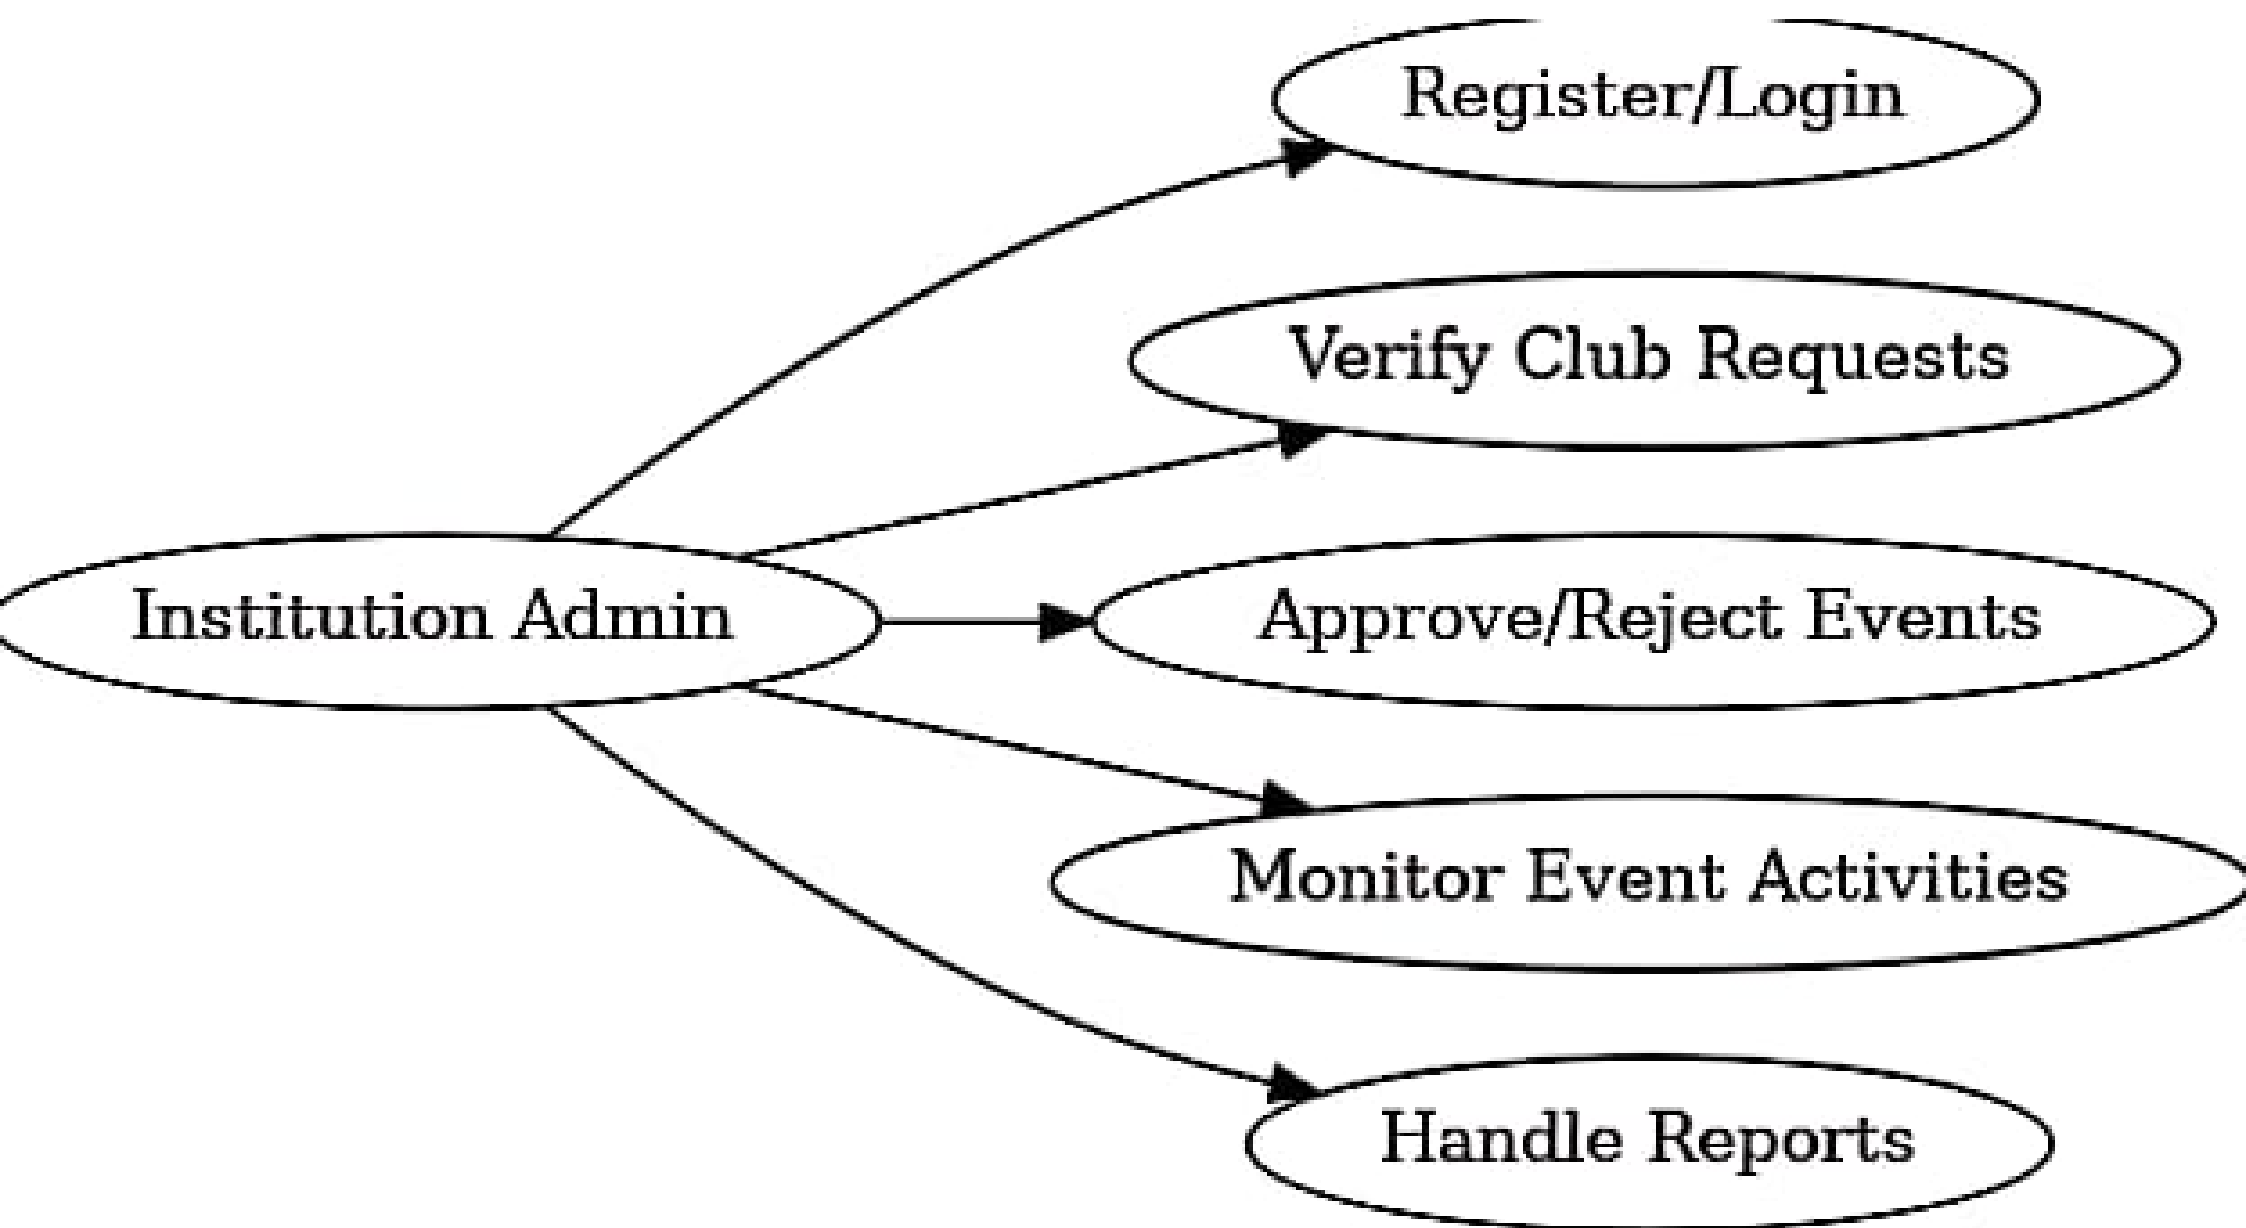 Register/Login
Verify Club Requests
Institution Admin
Approve/Reject Events
Monitor Event Activities
Handle Reports